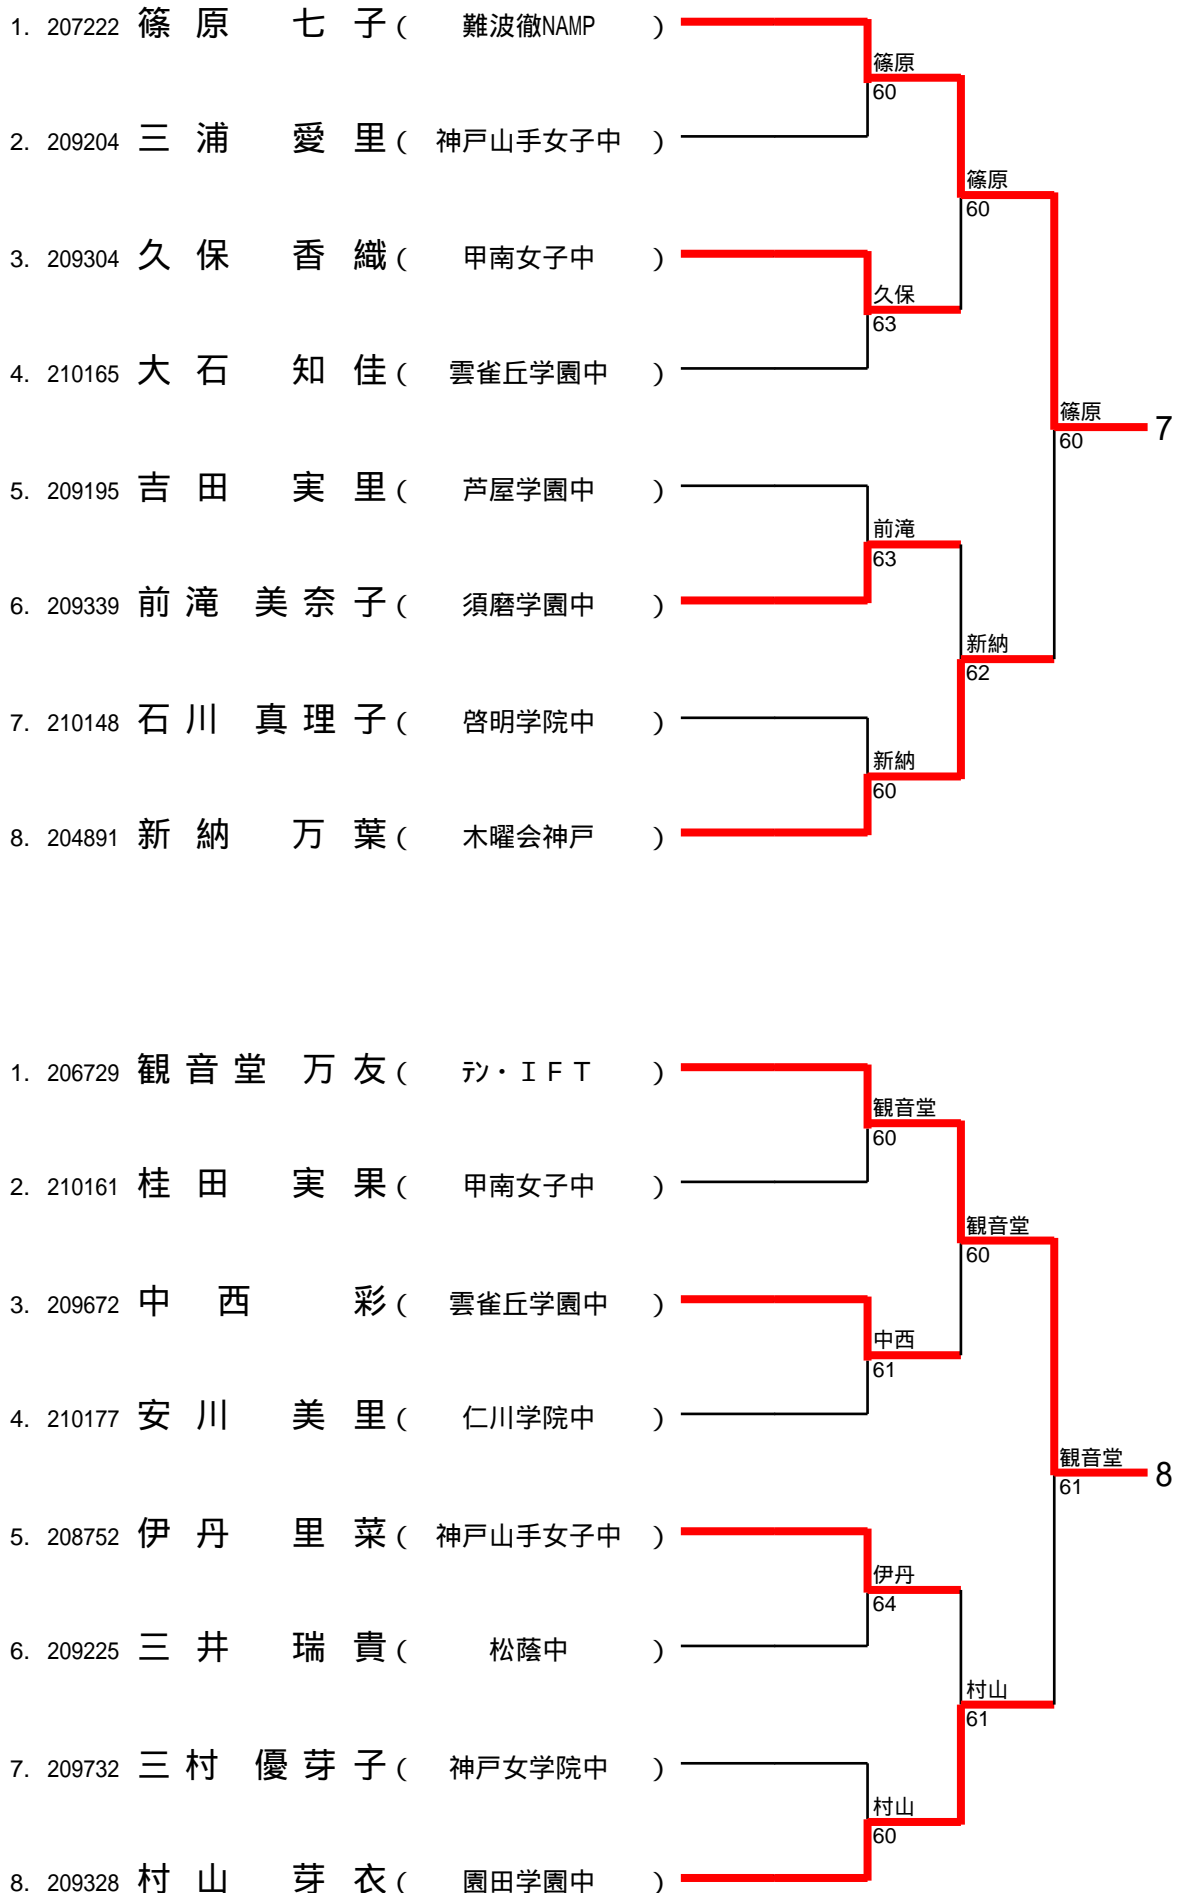 1. 207222 篠原 七子 ( 難波徹NAMP )
篠原
60
2. 209204 三浦 愛里 ( 神戸山手女子中 )
篠原
60
3. 209304 久保 香織 ( 甲南女子中 )
久保
63
4. 210165 大石 知佳 ( 雲雀丘学園中 )
篠原
60 7
5. 209195 吉田 実里 ( 芦屋学園中 )
前滝
63
6. 209339 前滝 美奈子 ( 須磨学園中 )
新納
62
7. 210148 石川 真理子 ( 啓明学院中 )
新納
60
8. 204891 新納 万葉 ( 木曜会神戸 )
1. 206729 観音堂 万友 ( テン・ＩＦＴ )
観音堂
60
2. 210161 桂田 実果 ( 甲南女子中 )
観音堂
60
3. 209672 中西 彩 ( 雲雀丘学園中 )
中西
61
4. 210177 安川 美里 ( 仁川学院中 )
観音堂
61 8
5. 208752 伊丹 里菜 ( 神戸山手女子中 )
伊丹
64
6. 209225 三井 瑞貴 ( 松蔭中 )
村山
61
7. 209732 三村 優芽子 ( 神戸女学院中 )
村山
60
8. 209328 村山 芽衣 ( 園田学園中 )